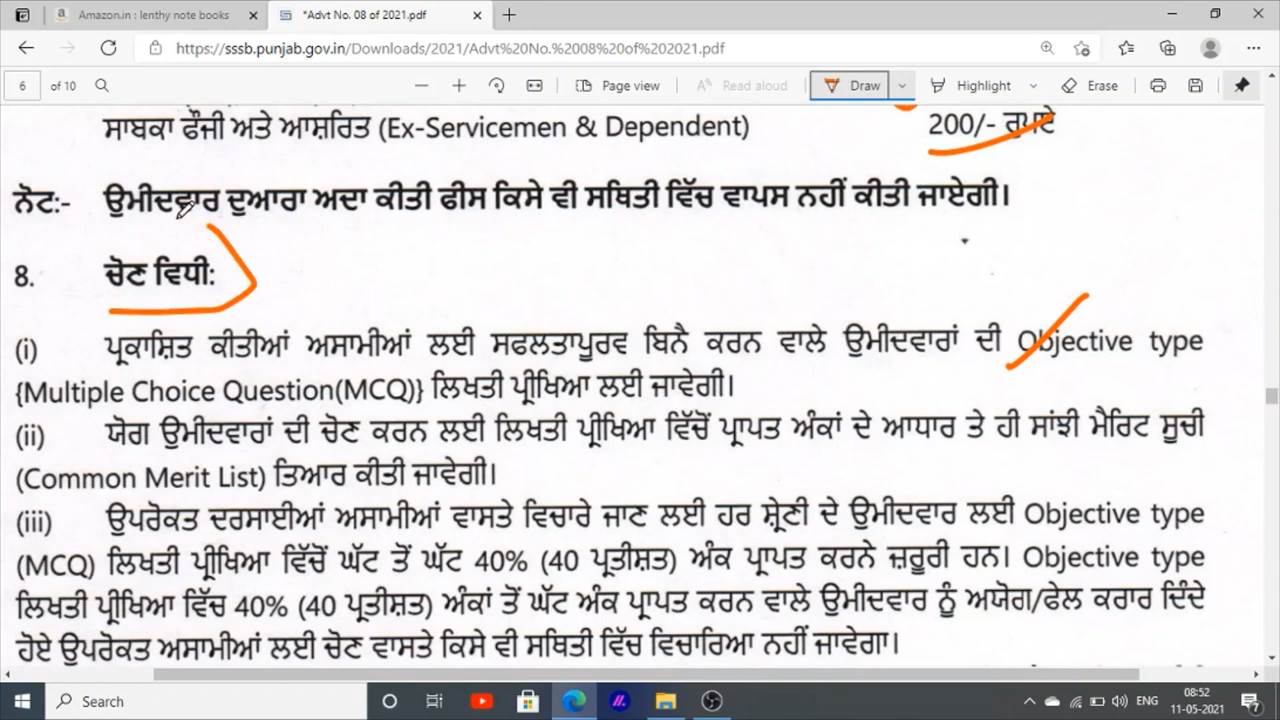 Amazon.in : lenthy note books
*Advt No. 08 of 2021.pdf
https://sssb.punjab.gov.in/Downloads/2021/Advt%20No.%2008%20of%202021.pdf
6 of 10 Page view Read aloud Draw Highlight Erase
ਸਾਬਕਾ ਫੌਜੀ ਅਤੇ ਆਸ਼ਰਿਤ (Ex-Servicemen & Dependent) 200/- ਰੁਪਏ
ਨੋਟ:- ਉਮੀਦਵਾਰ ਦੁਆਰਾ ਅਦਾ ਕੀਤੀ ਫੀਸ ਕਿਸੇ ਵੀ ਸਥਿਤੀ ਵਿੱਚ ਵਾਪਸ ਨਹੀਂ ਕੀਤੀ ਜਾਏਗੀ।
8. ਚੋਣ ਵਿਧੀ:
(i) ਪ੍ਰਕਾਸ਼ਿਤ ਕੀਤੀਆਂ ਅਸਾਮੀਆਂ ਲਈ ਸਫਲਤਾਪੂਰਵ ਬਿਨੈ ਕਰਨ ਵਾਲੇ ਉਮੀਦਵਾਰਾਂ ਦੀ Objective type
{Multiple Choice Question(MCQ)} ਲਿਖਤੀ ਪ੍ਰੀਖਿਆ ਲਈ ਜਾਵੇਗੀ।
(ii) ਯੋਗ ਉਮੀਦਵਾਰਾਂ ਦੀ ਚੋਣ ਕਰਨ ਲਈ ਲਿਖਤੀ ਪ੍ਰੀਖਿਆ ਵਿੱਚੋਂ ਪ੍ਰਾਪਤ ਅੰਕਾਂ ਦੇ ਆਧਾਰ ਤੇ ਹੀ ਸਾਂਝੀ ਮੈਰਿਟ ਸੂਚੀ
(Common Merit List) ਤਿਆਰ ਕੀਤੀ ਜਾਵੇਗੀ।
(iii) ਉਪਰੋਕਤ ਦਰਸਾਈਆਂ ਅਸਾਮੀਆਂ ਵਾਸਤੇ ਵਿਚਾਰੇ ਜਾਣ ਲਈ ਹਰ ਸ਼੍ਰੇਣੀ ਦੇ ਉਮੀਦਵਾਰ ਲਈ Objective type
(MCQ) ਲਿਖਤੀ ਪ੍ਰੀਖਿਆ ਵਿੱਚੋਂ ਘੱਟ ਤੋਂ ਘੱਟ 40% (40 ਪ੍ਰਤੀਸ਼ਤ) ਅੰਕ ਪ੍ਰਾਪਤ ਕਰਨੇ ਜ਼ਰੂਰੀ ਹਨ। Objective type
ਲਿਖਤੀ ਪ੍ਰੀਖਿਆ ਵਿੱਚ 40% (40 ਪ੍ਰਤੀਸ਼ਤ) ਅੰਕਾਂ ਤੋਂ ਘੱਟ ਅੰਕ ਪ੍ਰਾਪਤ ਕਰਨ ਵਾਲੇ ਉਮੀਦਵਾਰ ਨੂੰ ਅਯੋਗ/ਫੇਲ ਕਰਾਰ ਦਿੰਦੇ
ਹੋਏ ਉਪਰੋਕਤ ਅਸਾਮੀਆਂ ਲਈ ਚੋਣ ਵਾਸਤੇ ਕਿਸੇ ਵੀ ਸਥਿਤੀ ਵਿੱਚ ਵਿਚਾਰਿਆ ਨਹੀਂ ਜਾਵੇਗਾ।
Search ENG 08:52
11-05-2021